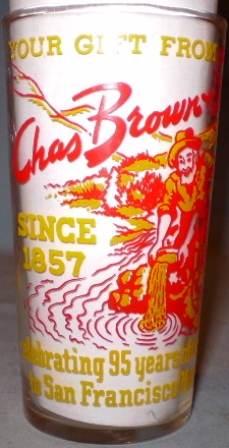 YOUR GIFT FROM
Chas Brown
SINCE
1857
Celebrating 95 years
San Francisco